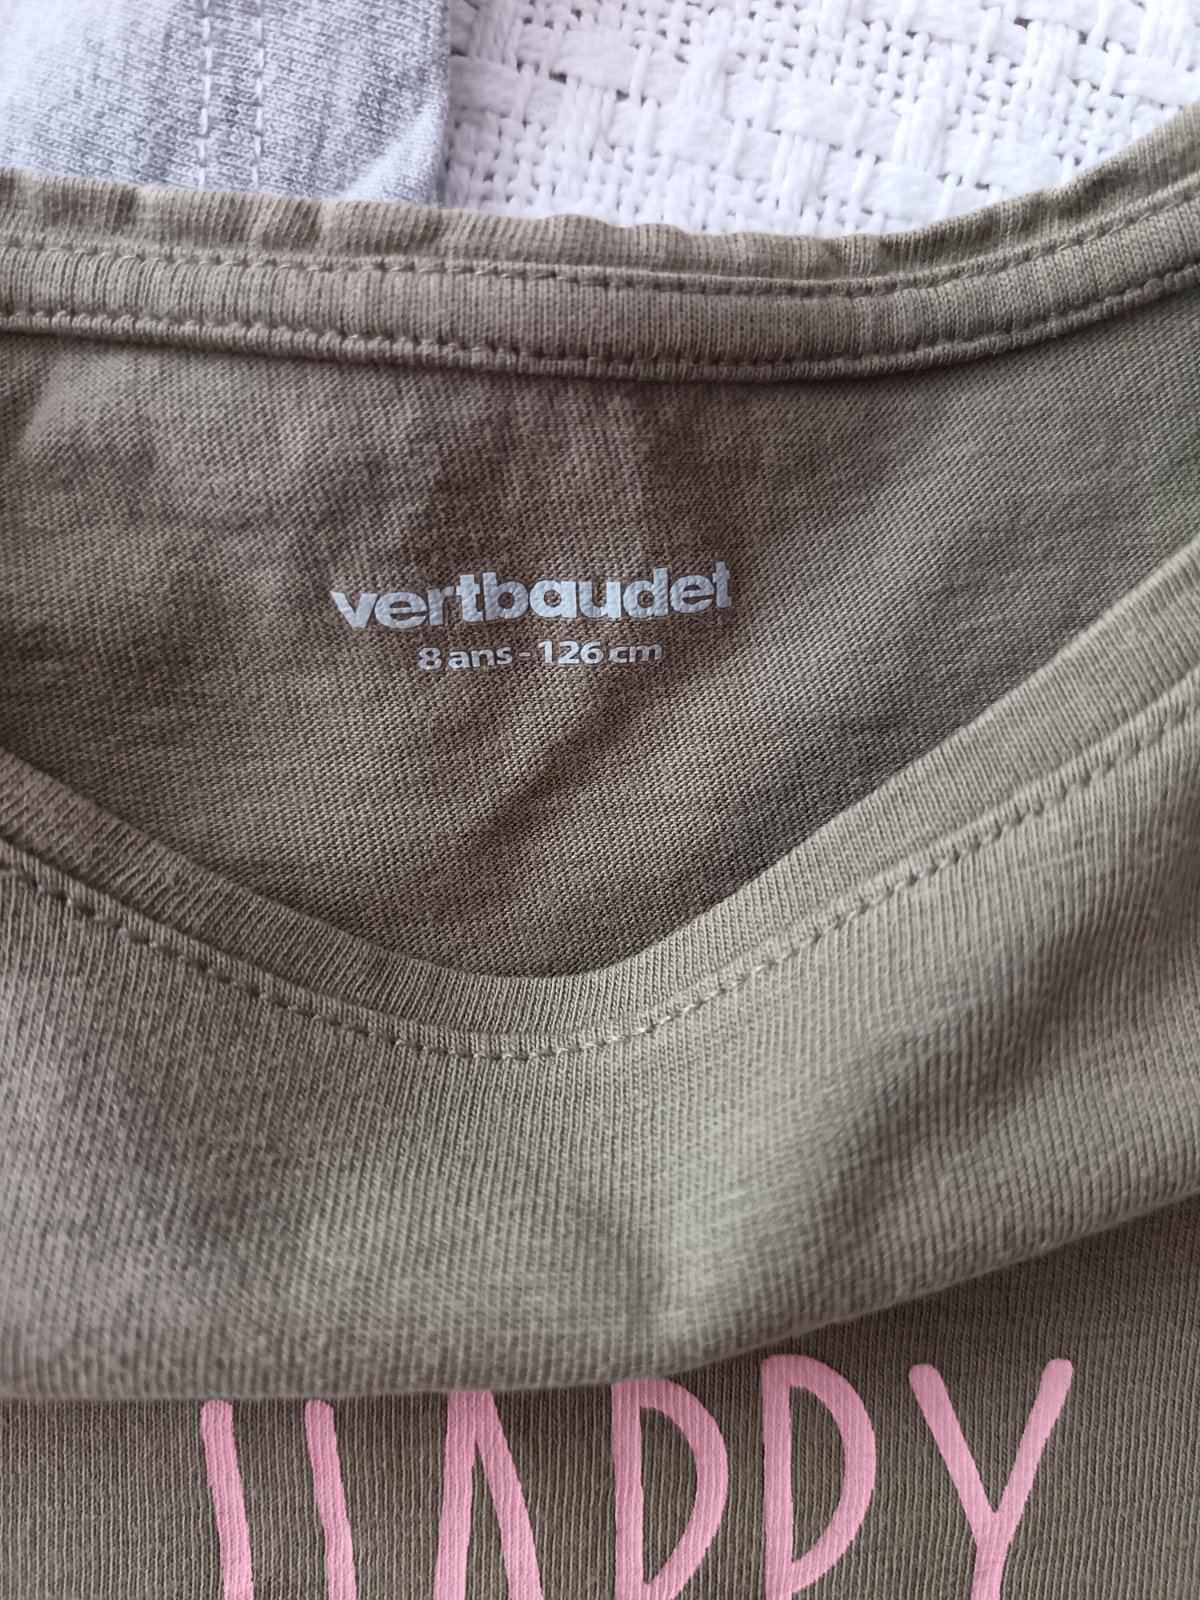 vertbaudet
8 ans - 126 cm
HAPPY